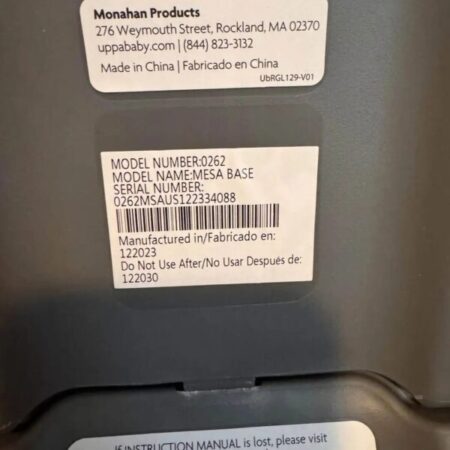 Monahan Products
276 Weymouth Street, Rockland, MA 02370
uppababy.com | (844) 823-3132
Made in China | Fabricado en China
UbRGL129-V01
MODEL NUMBER:0262
MODEL NAME:MESA BASE
SERIAL NUMBER:
0262MSAUS122334088
Manufactured in/Fabricado en:
122023
Do Not Use After/No Usar Después de:
122030
If INSTRUCTION MANUAL is lost, please visit